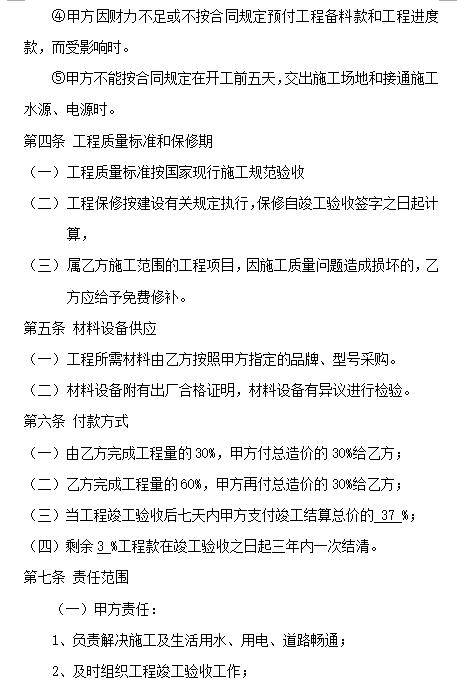 ④甲方因财力不足或不按合同规定预付工程备料款和工程进度
款，而受影响时。
⑤甲方不能按合同规定在开工前五天，交出施工场地和接通施工
水源、电源时。
第四条 工程质量标准和保修期
（一）工程质量标准按国家现行施工规范验收
（二）工程保修按建设有关规定执行，保修自竣工验收签字之日起计
算，
（三）属乙方施工范围的工程项目，因施工质量问题造成损坏的，乙
方应给予免费修补。
第五条 材料设备供应
（一）工程所需材料由乙方按照甲方指定的品牌、型号采购。
（二）材料设备附有出厂合格证明，材料设备有异议进行检验。
第六条 付款方式
（一）由乙方完成工程量的30%，甲方付总造价的30%给乙方；
（二）乙方完成工程量的60%，甲方再付总造价的30%给乙方；
（三）当工程竣工验收后七天内甲方支付竣工结算总价的 37 %；
（四）剩余 3 %工程款在竣工验收之日起三年内一次结清。
第七条 责任范围
（一）甲方责任：
1、负责解决施工及生活用水、用电、道路畅通；
2、及时组织工程竣工验收工作；